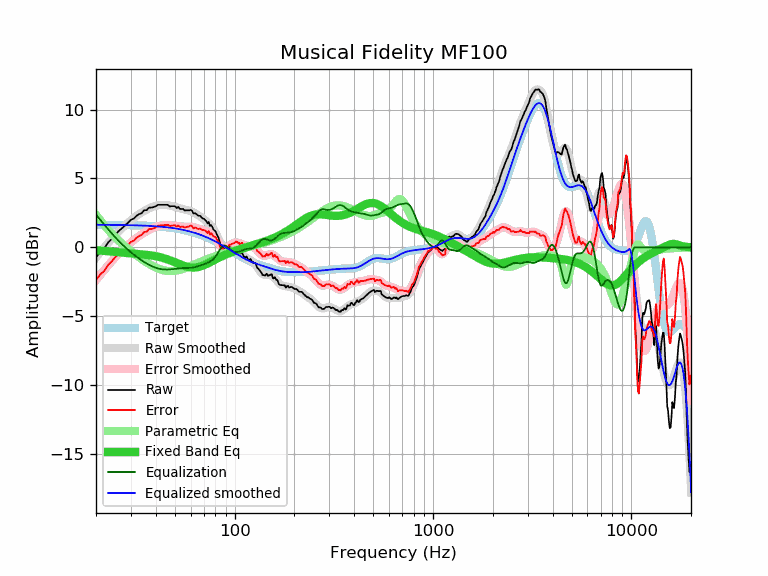 Musical Fidelity MF100
Amplitude (dBr)
10
5
0
−5
−10
−15
Target
Raw Smoothed
Error Smoothed
Raw
Error
Parametric Eq
Fixed Band Eq
Equalization
Equalized smoothed
100
1000
10000
Frequency (Hz)